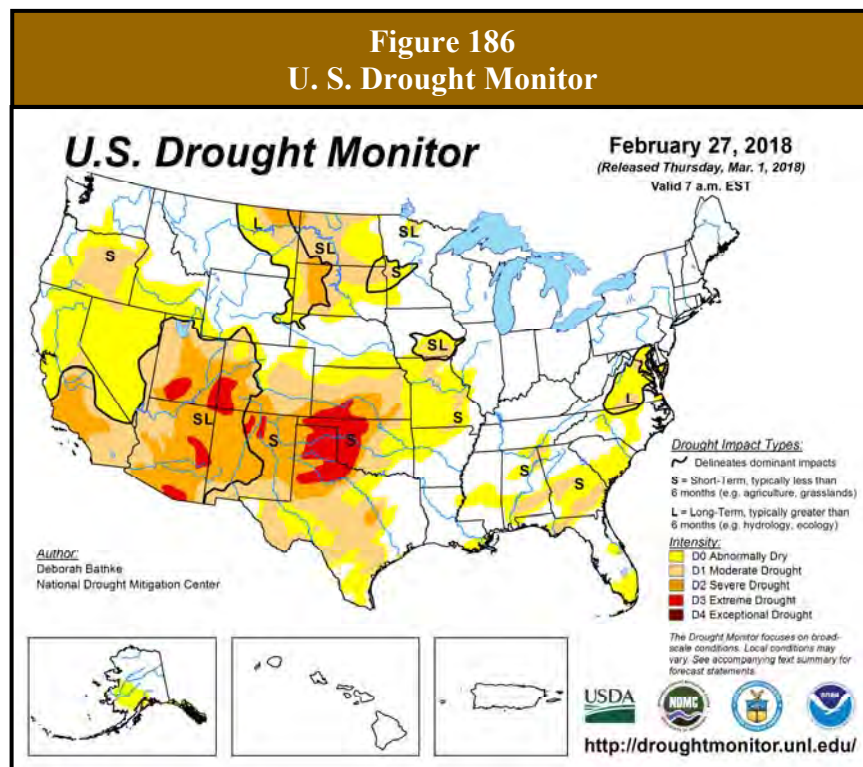 Figure 186
U. S. Drought Monitor
U.S. Drought Monitor
February 27, 2018
(Released Thursday, Mar. 1, 2018)
Valid 7 a.m. EST
L
SL
SL
S
S
SL
L
S
SL
S
S
S
S
Drought Impact Types:
Delineates dominant impacts
S = Short-Term, typically less than
6 months (e.g. agriculture, grasslands)
L = Long-Term, typically greater than
6 months (e.g. hydrology, ecology)
Intensity:
D0 Abnormally Dry
D1 Moderate Drought
D2 Severe Drought
D3 Extreme Drought
D4 Exceptional Drought
Author:
Deborah Bathke
National Drought Mitigation Center
The Drought Monitor focuses on broad-
scale conditions. Local conditions may
vary. See accompanying text summary for
forecast statements.
USDA
NDMC
http://droughtmonitor.unl.edu/